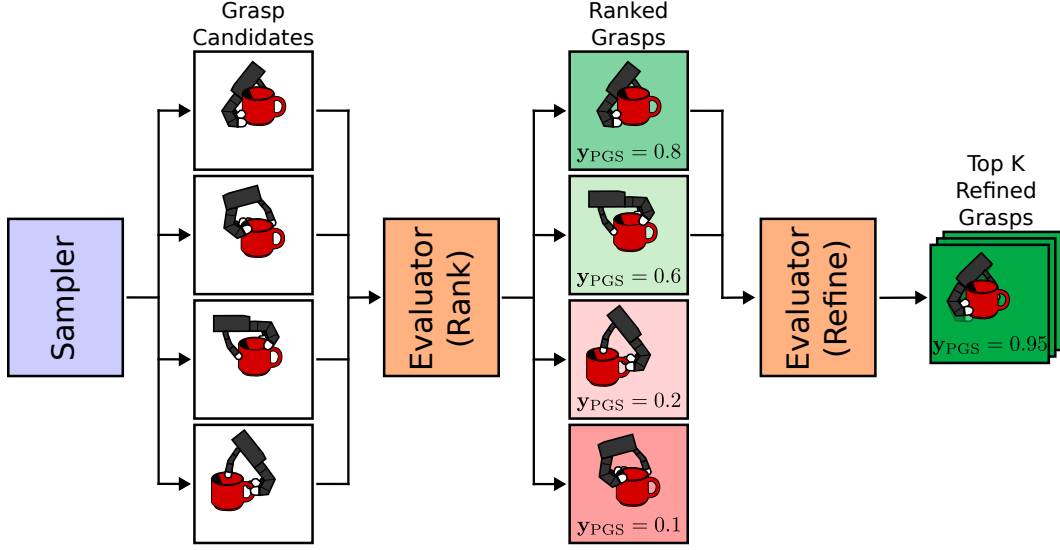 Sampler
Grasp
Candidates
Evaluator
(Rank)
Ranked
Grasps
y_PGS = 0.8
y_PGS = 0.6
y_PGS = 0.2
y_PGS = 0.1
Evaluator
(Refine)
Top K
Refined
Grasps
y_PGS = 0.95